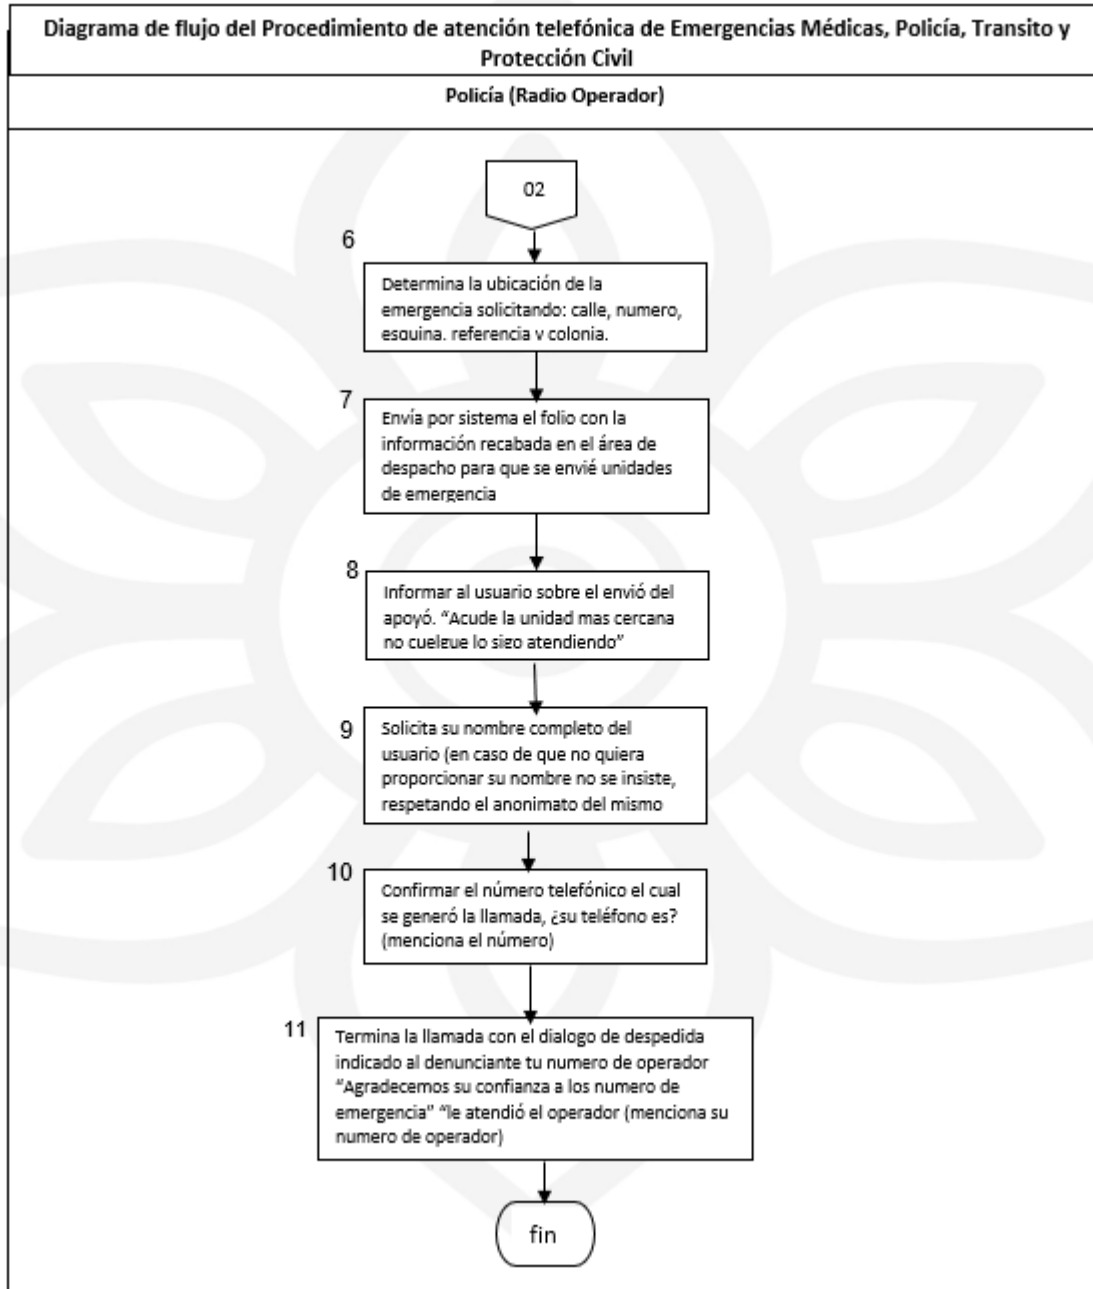 Diagrama de flujo del Procedimiento de atención telefónica de Emergencias Médicas, Policía, Transito y
Protección Civil
Policía (Radio Operador)
02
6
Determina la ubicación de la
emergencia solicitando: calle, numero,
esquina, referencia y colonia.
7
Envía por sistema el folio con la
información recabada en el área de
despacho para que se envié unidades
de emergencia
8
Informar al usuario sobre el envió del
apoyó. “Acude la unidad mas cercana
no cuelgue lo sigo atendiendo”
9
Solicita su nombre completo del
usuario (en caso de que no quiera
proporcionar su nombre no se insiste,
respetando el anonimato del mismo
10
Confirmar el número telefónico el cual
se generó la llamada, ¿su teléfono es?
(menciona el número)
11
Termina la llamada con el dialogo de despedida
indicado al denunciante tu numero de operador
“Agradecemos su confianza a los numero de
emergencia” “le atendió el operador (menciona su
numero de operador)
fin